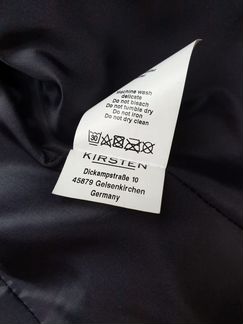 Machine wash
delicate
Do not bleach
Do not tumble dry
Do not iron
Do not dry clean
30
KIRSTEN
Dickampstraße 10
45879 Gelsenkirchen
Germany